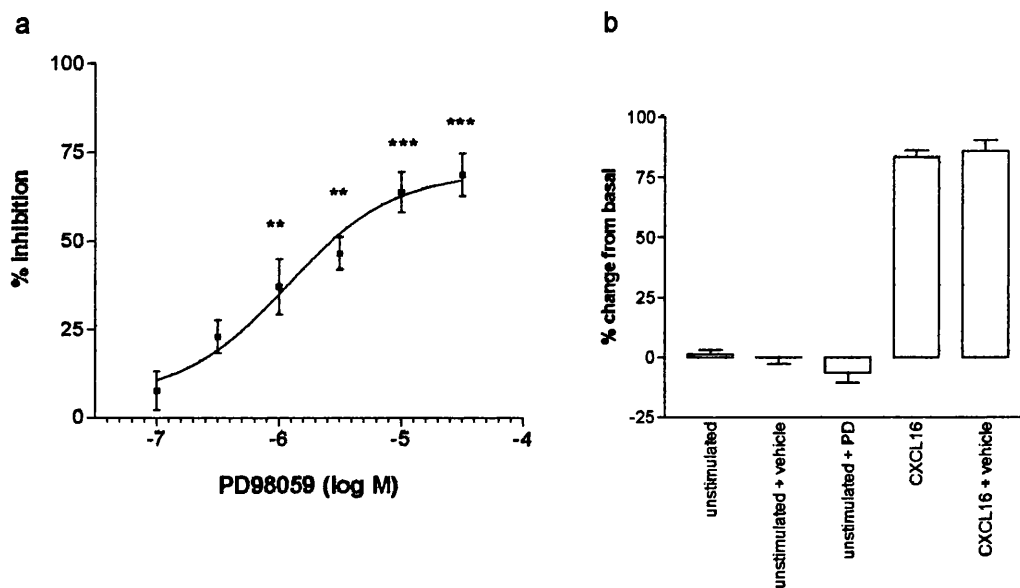 a
100
75
50
25
0
% Inhibition
**
**
***
***
-7
-6
-5
-4
PD98059 (log M)
b
100
75
50
25
0
-25
% change from basal
unstimulated
unstimulated + vehicle
unstimulated + PD
CXCL16
CXCL16 + vehicle